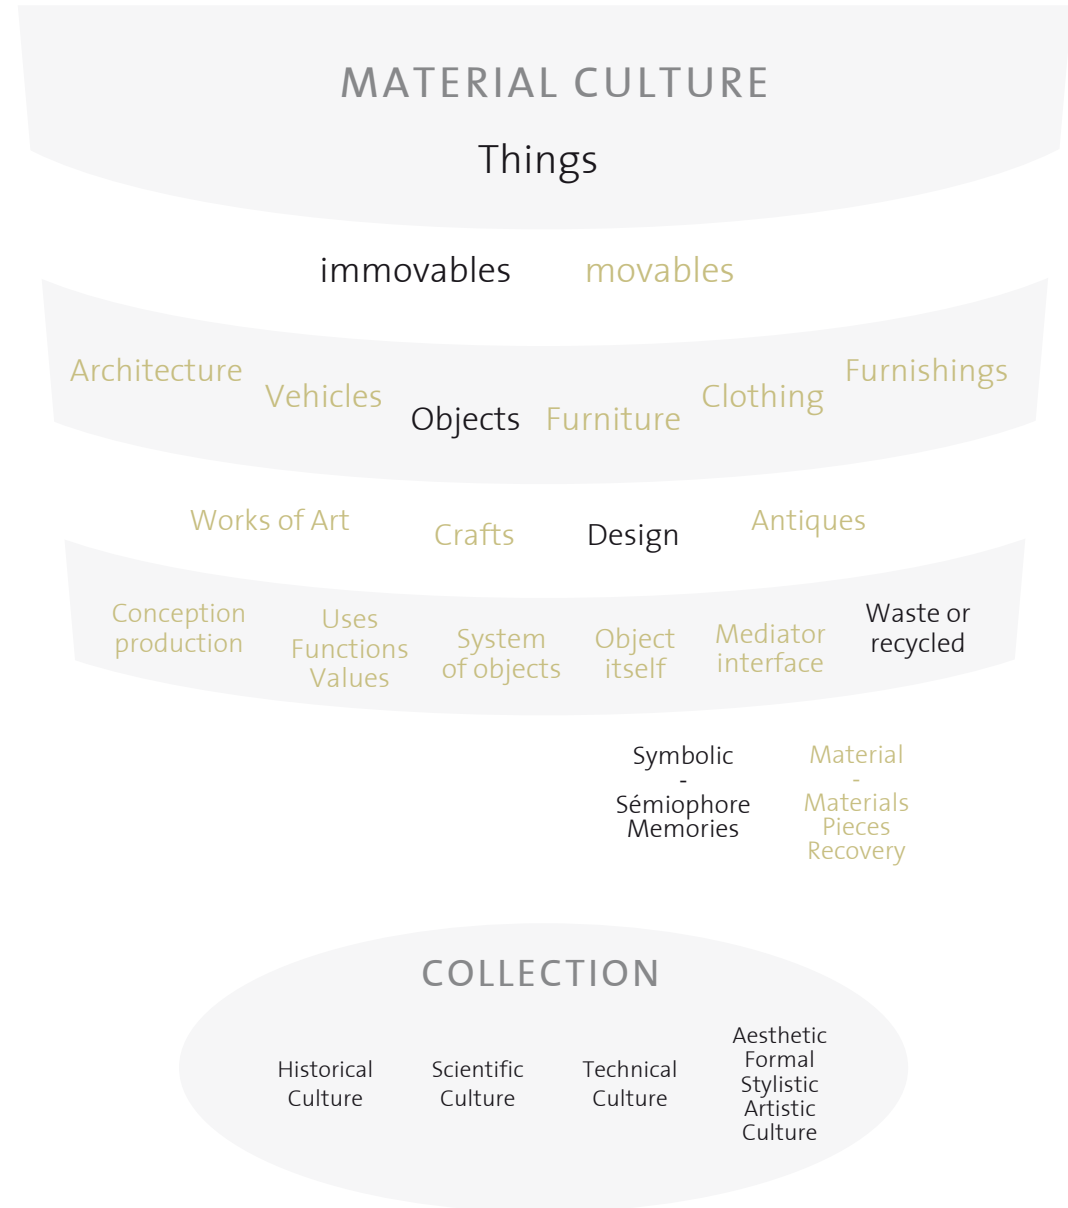 MATERIAL CULTURE
Things
immovables movables
Architecture Vehicles Objects Furniture Clothing Furnishings
Works of Art Crafts Design Antiques
Conception
production
Uses
Functions
Values
System
of objects
Object
itself
Mediator
interface
Waste or
recycled
Symbolic
-
Sémiophore
Memories
Material
-
Materials
Pieces
Recovery
COLLECTION
Historical
Culture
Scientific
Culture
Technical
Culture
Aesthetic
Formal
Stylistic
Artistic
Culture